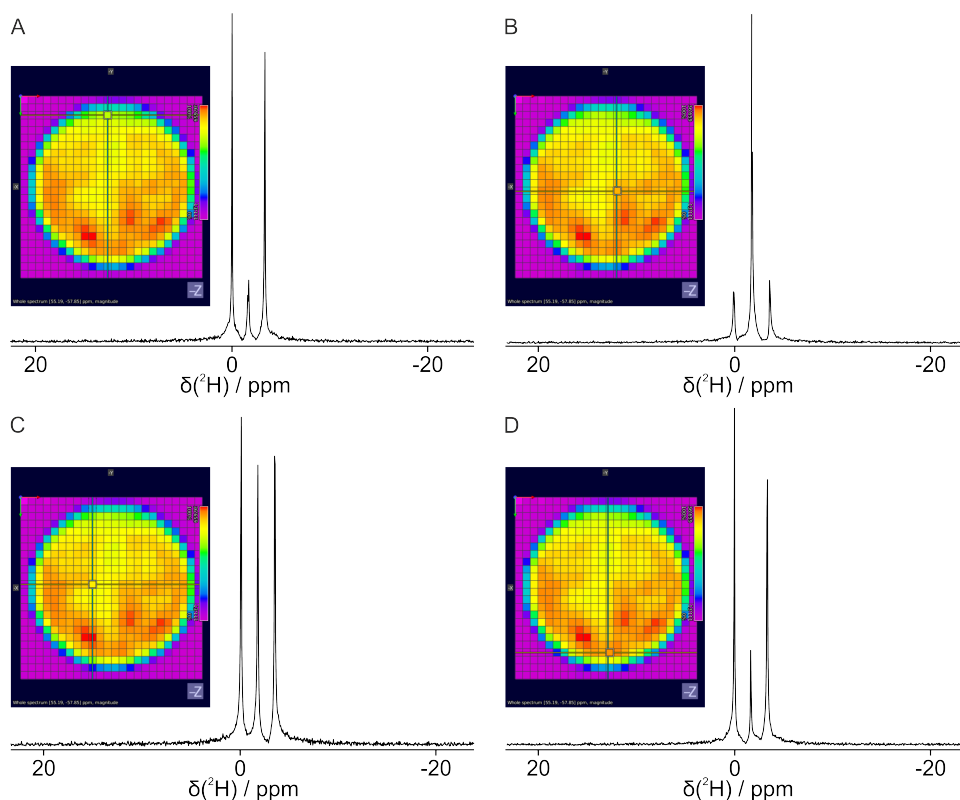 A
B
Whole spectrum [55.19, -57.85] ppm, magnitude
-Z
Whole spectrum [55.19, -57.85] ppm, magnitude
-Z
20 0 -20
20 0 -20
δ(²H) / ppm
δ(²H) / ppm
C
D
Whole spectrum [55.19, -57.85] ppm, magnitude
-Z
Whole spectrum [55.19, -57.85] ppm, magnitude
-Z
20 0 -20
20 0 -20
δ(²H) / ppm
δ(²H) / ppm